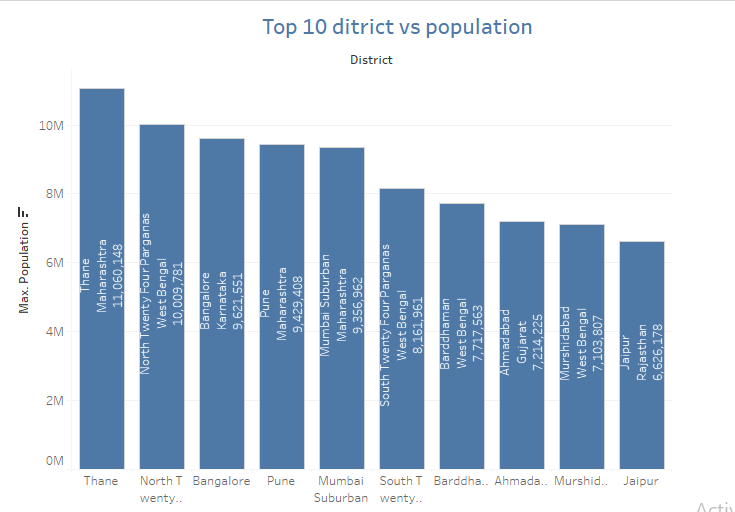 Top 10 ditrict vs population
District
Max. Population
10M
8M
6M
4M
2M
0M
Thane
Maharashtra
11,060,148
North Twenty Four Parganas
West Bengal
10,009,781
Bangalore
Karnataka
9,621,551
Pune
Maharashtra
9,429,408
Mumbai Suburban
Maharashtra
9,356,962
South Twenty Four Parganas
West Bengal
8,161,961
Barddhaman
West Bengal
7,717,563
Ahmadabad
Gujarat
7,214,225
Murshidabad
West Bengal
7,103,807
Jaipur
Rajasthan
6,626,178
Thane
North T
wenty..
Bangalore
Pune
Mumbai
Suburban
South T
wenty..
Barddha..
Ahmada..
Murshid..
Jaipur